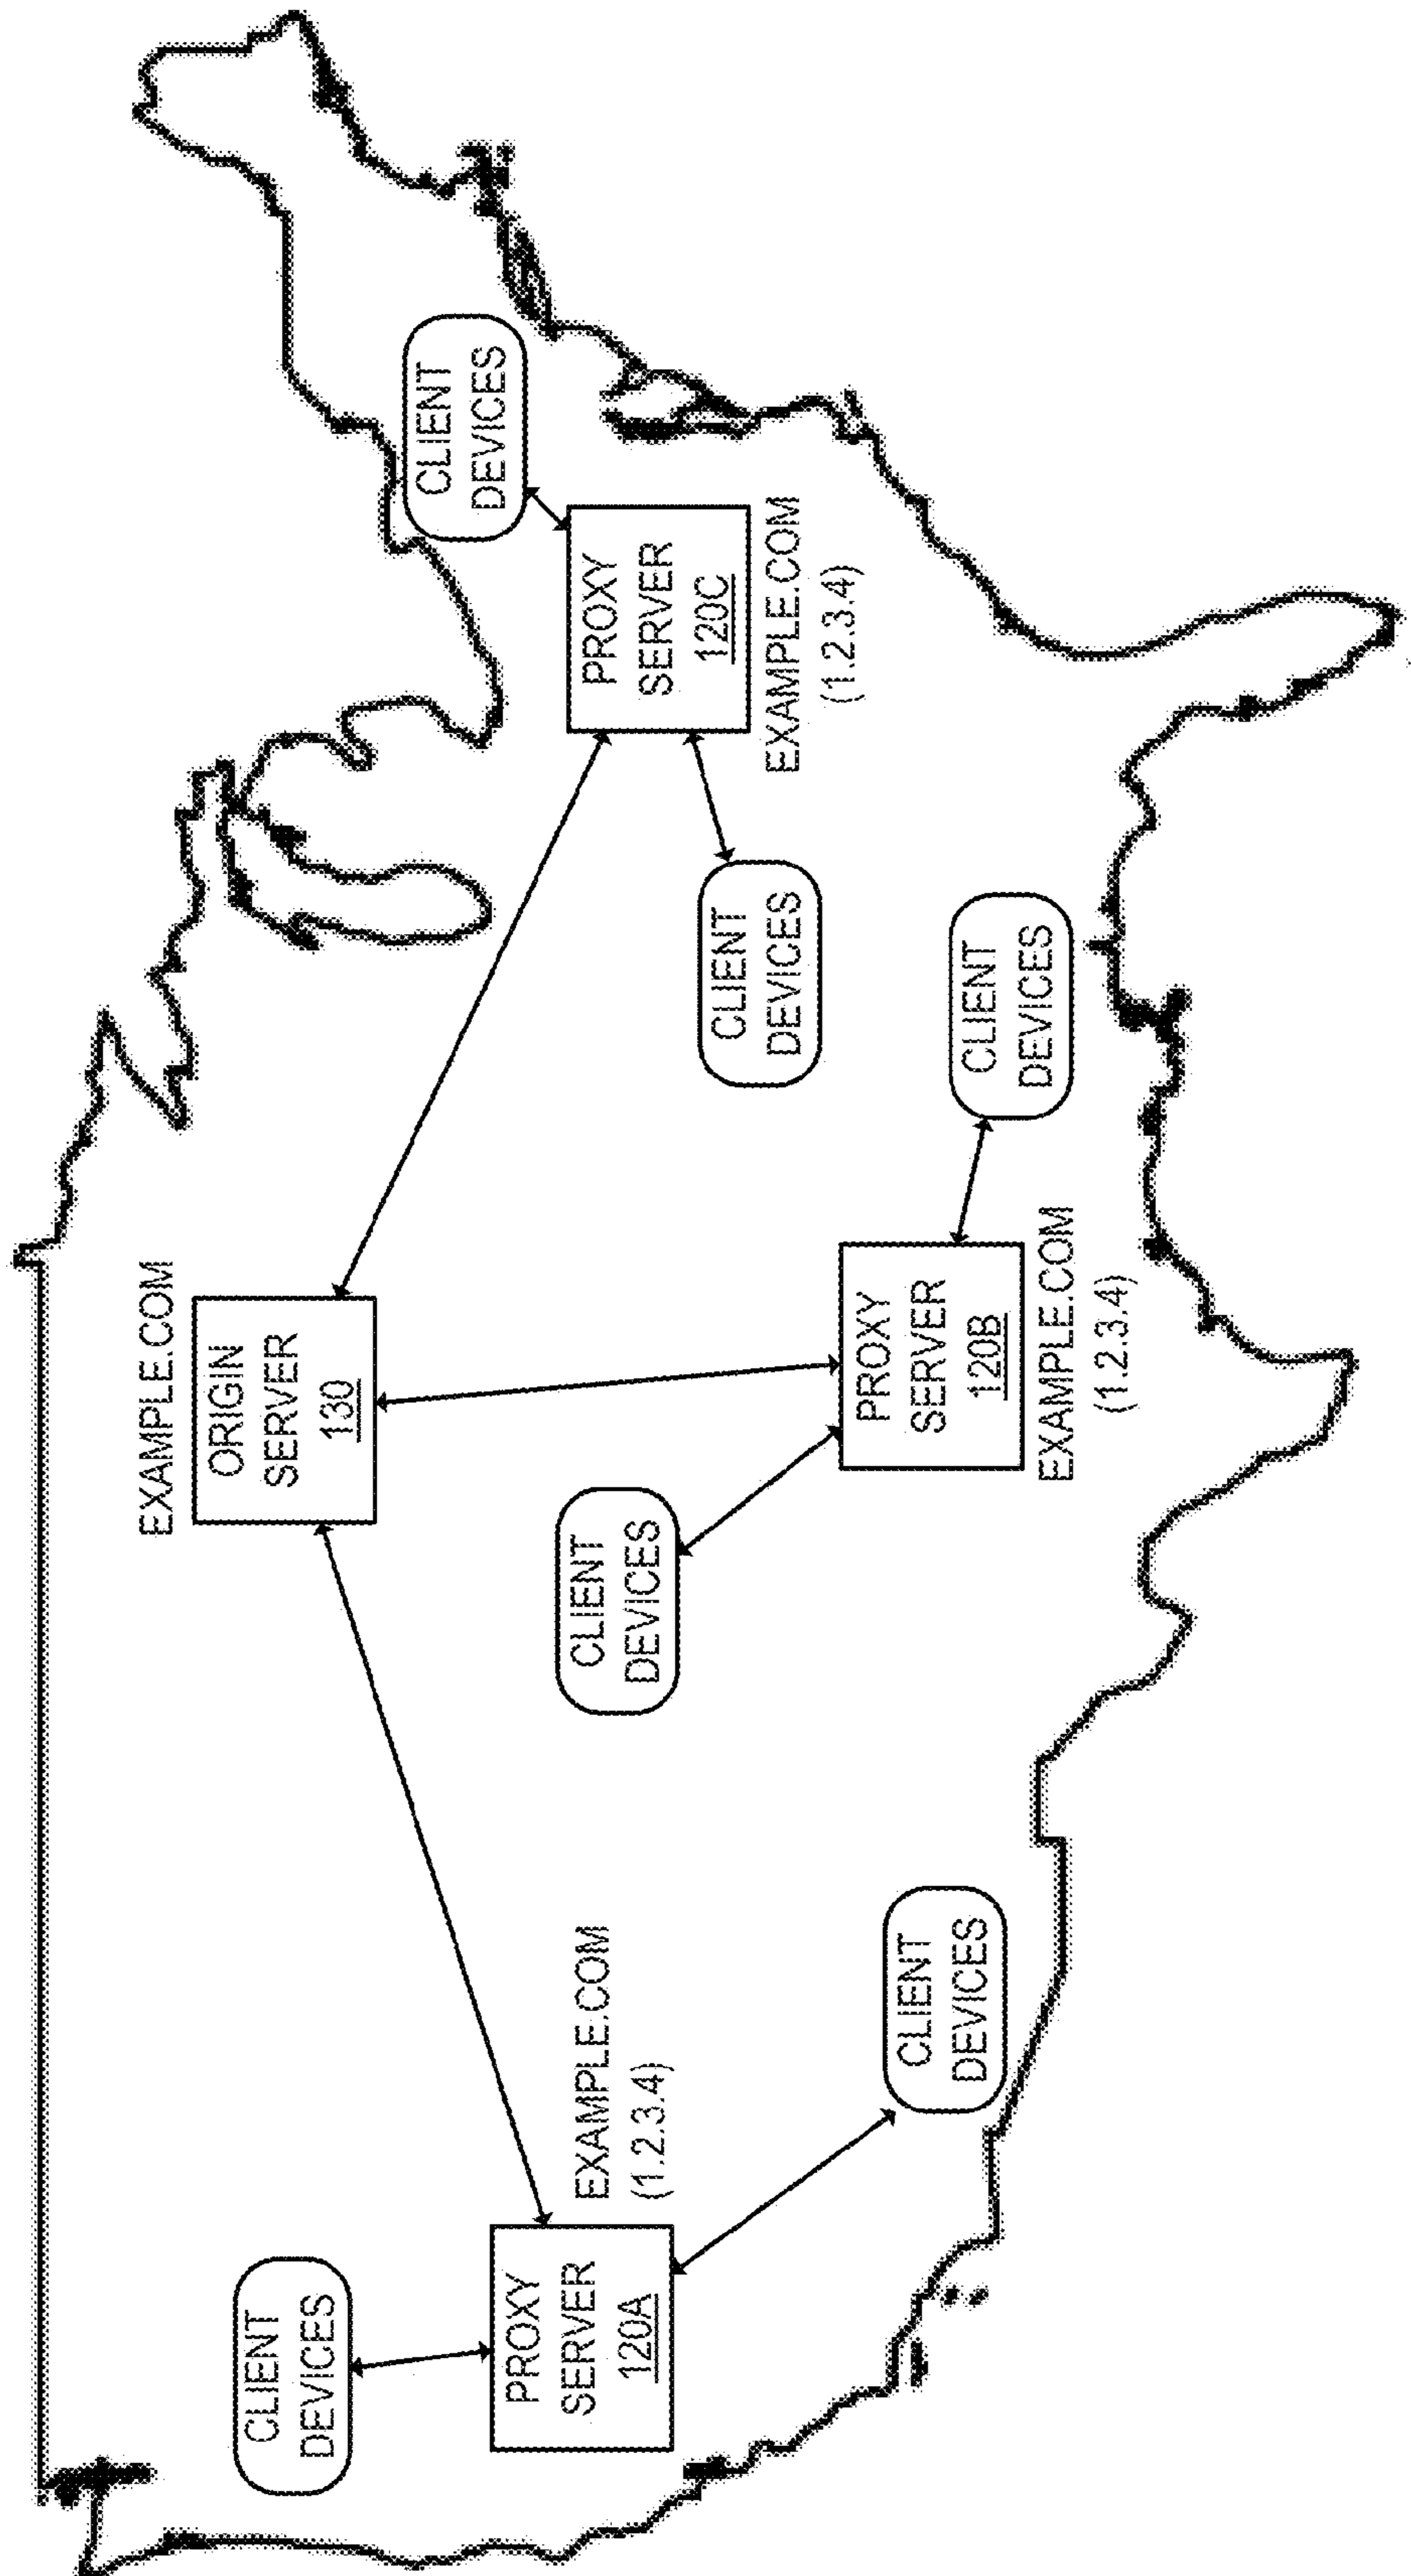 EXAMPLE.COM
ORIGIN
SERVER
130
CLIENT
DEVICES
CLIENT
DEVICES
PROXY
SERVER
120A
EXAMPLE.COM
(1.2.3.4)
CLIENT
DEVICES
PROXY
SERVER
120C
EXAMPLE.COM
(1.2.3.4)
CLIENT
DEVICES
CLIENT
DEVICES
PROXY
SERVER
120B
EXAMPLE.COM
(1.2.3.4)
CLIENT
DEVICES